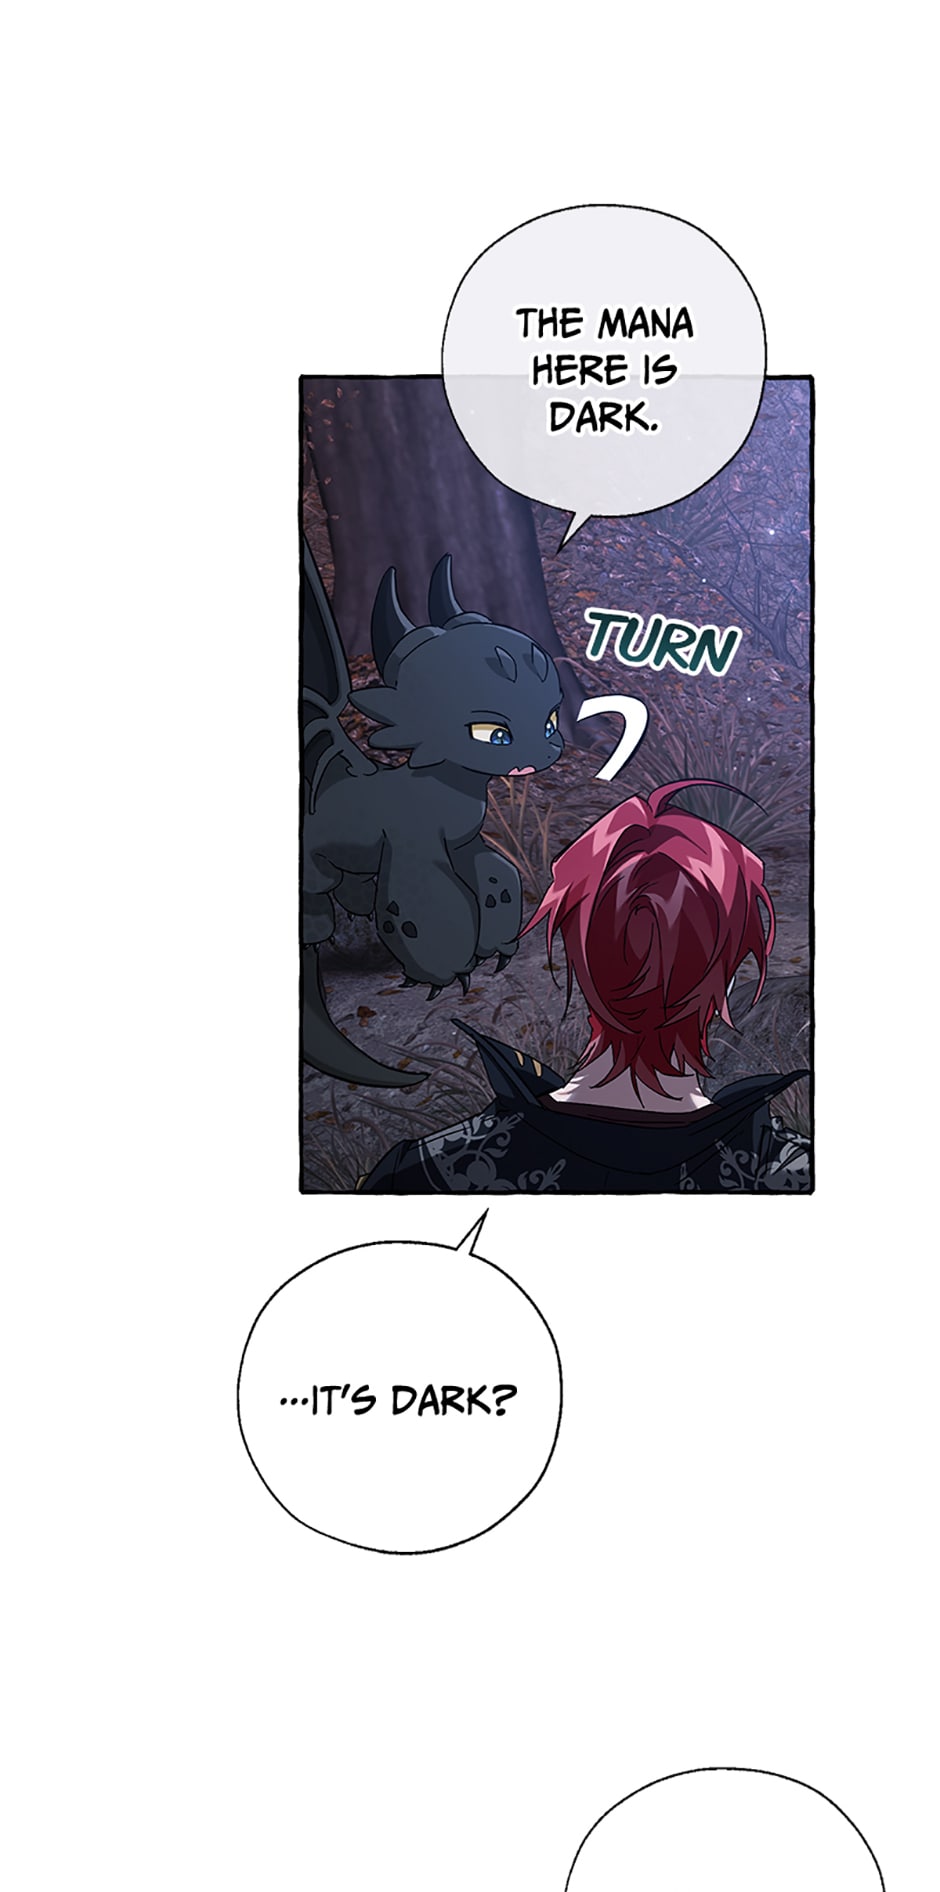 THE MANA
HERE IS
DARK.
TURN
...IT'S DARK?